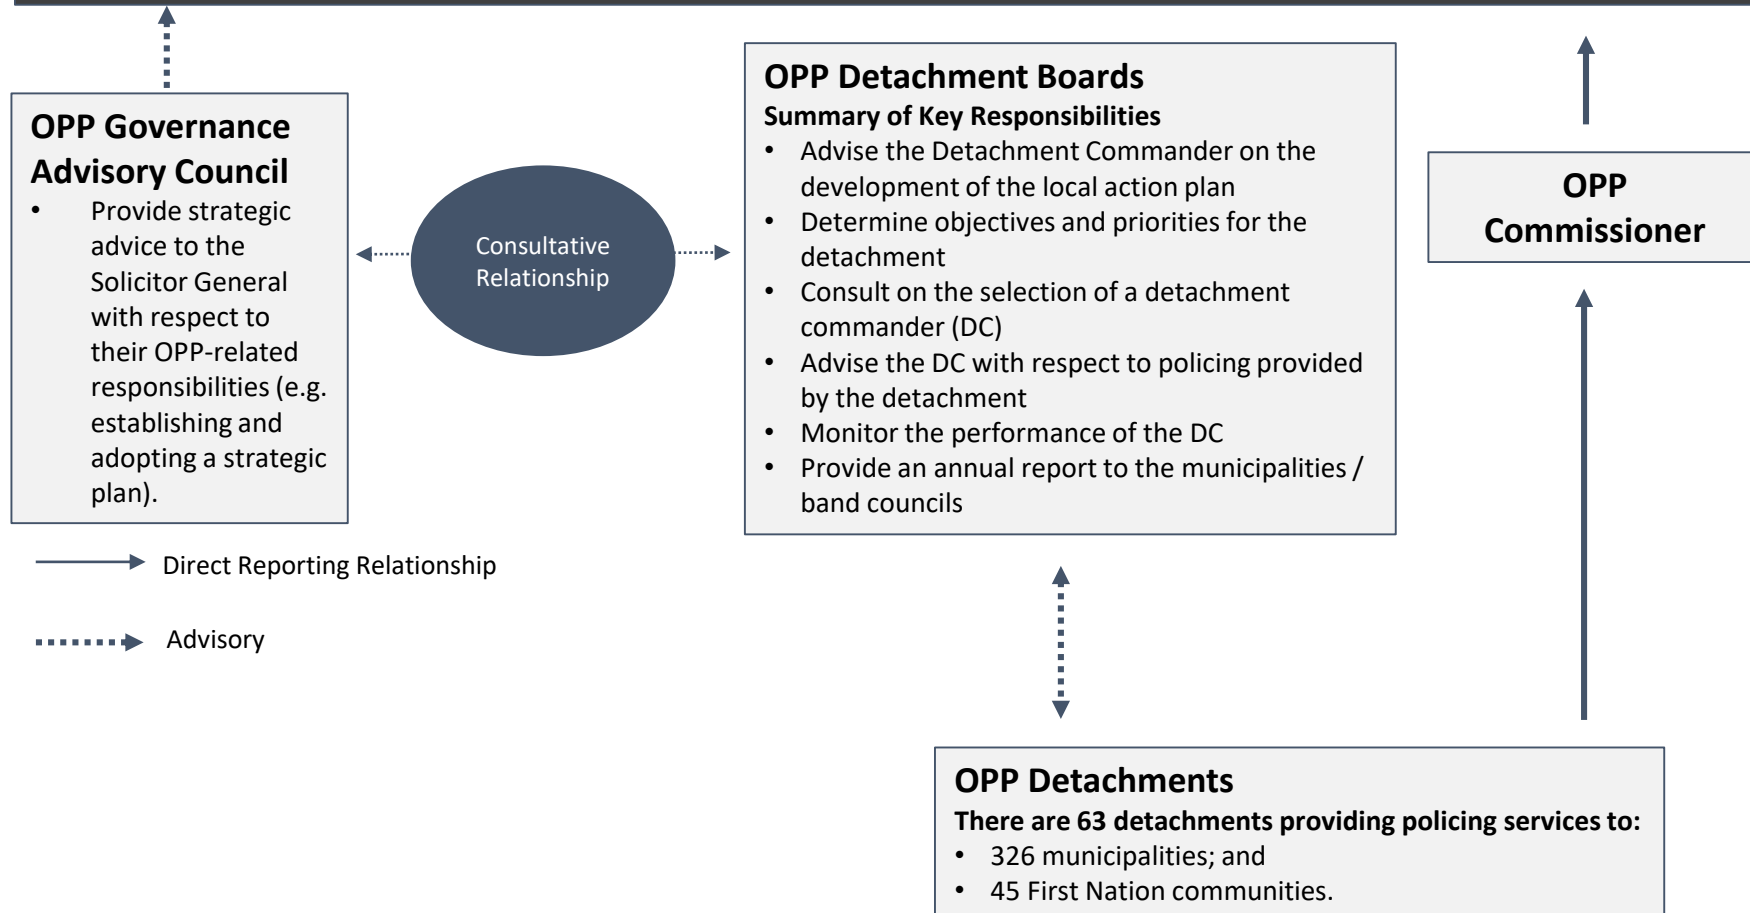 OPP Governance
Advisory Council
• Provide strategic
advice to the
Solicitor General
with respect to
their OPP-related
responsibilities (e.g.
establishing and
adopting a strategic
plan).
Consultative
Relationship
OPP Detachment Boards
Summary of Key Responsibilities
• Advise the Detachment Commander on the
development of the local action plan
• Determine objectives and priorities for the
detachment
• Consult on the selection of a detachment
commander (DC)
• Advise the DC with respect to policing provided
by the detachment
• Monitor the performance of the DC
• Provide an annual report to the municipalities /
band councils
OPP
Commissioner
Direct Reporting Relationship
Advisory
OPP Detachments
There are 63 detachments providing policing services to:
• 326 municipalities; and
• 45 First Nation communities.